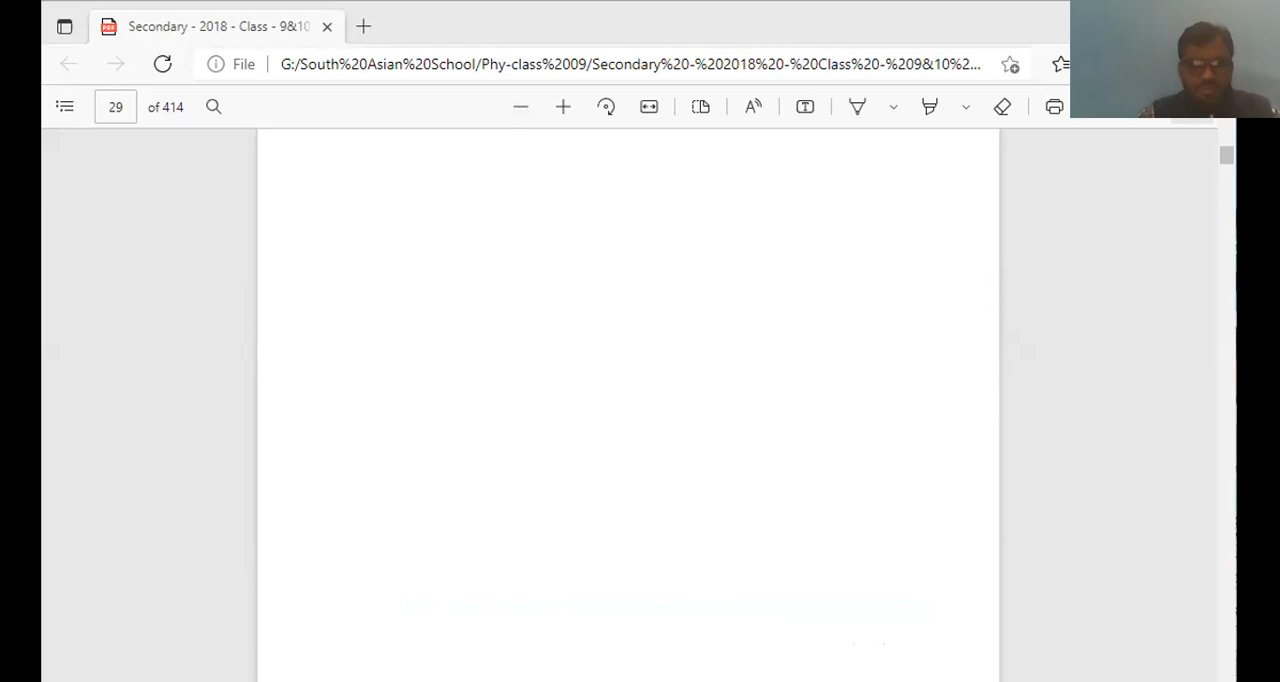 Secondary - 2018 - Class - 9&10
File
G:/South%20Asian%20School/Phy-class%2009/Secondary%20-%202018%20-%20Class%20-%209&10%2...
29 of 414